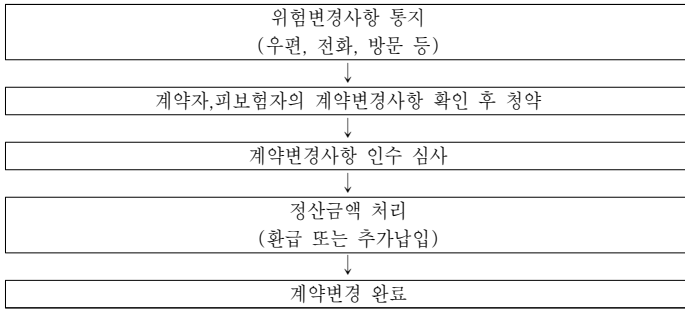 위험변경사항 통지
(우편, 전화, 방문 등)
계약자,피보험자의 계약변경사항 확인 후 청약
계약변경사항 인수 심사
정산금액 처리
(환급 또는 추가납입)
계약변경 완료